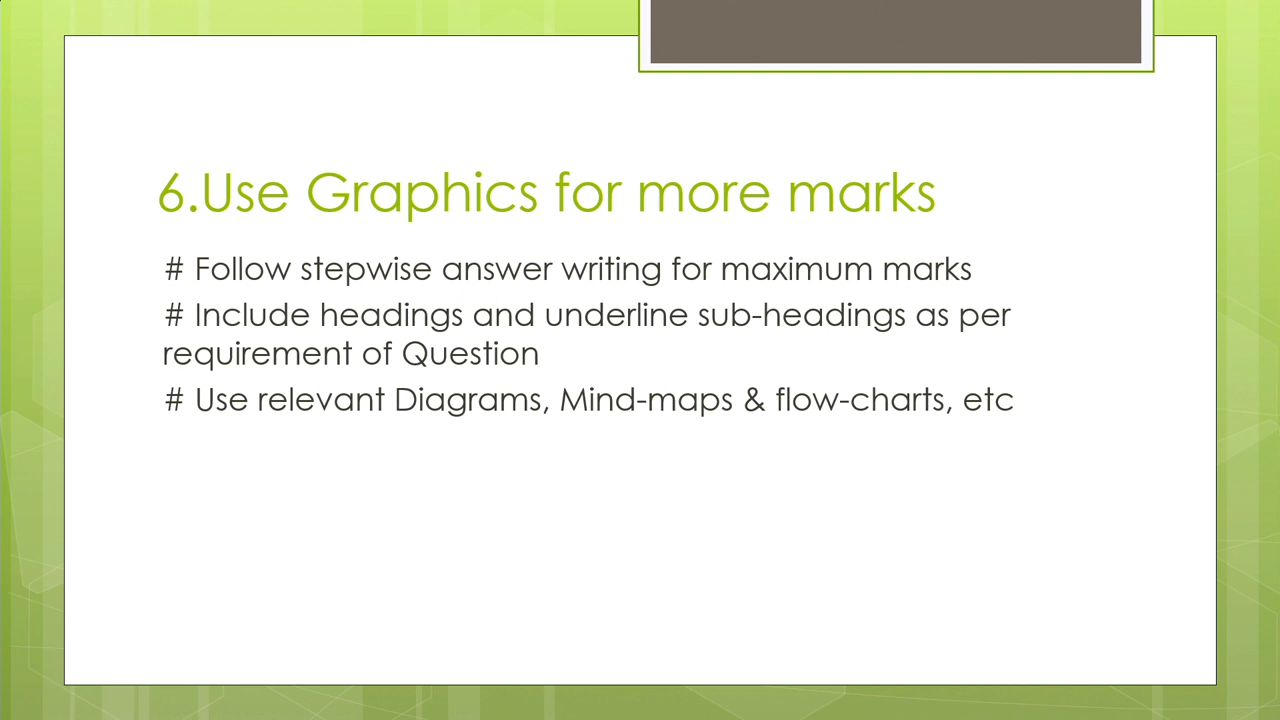 6.Use Graphics for more marks
# Follow stepwise answer writing for maximum marks
# Include headings and underline sub-headings as per
requirement of Question
# Use relevant Diagrams, Mind-maps & flow-charts, etc